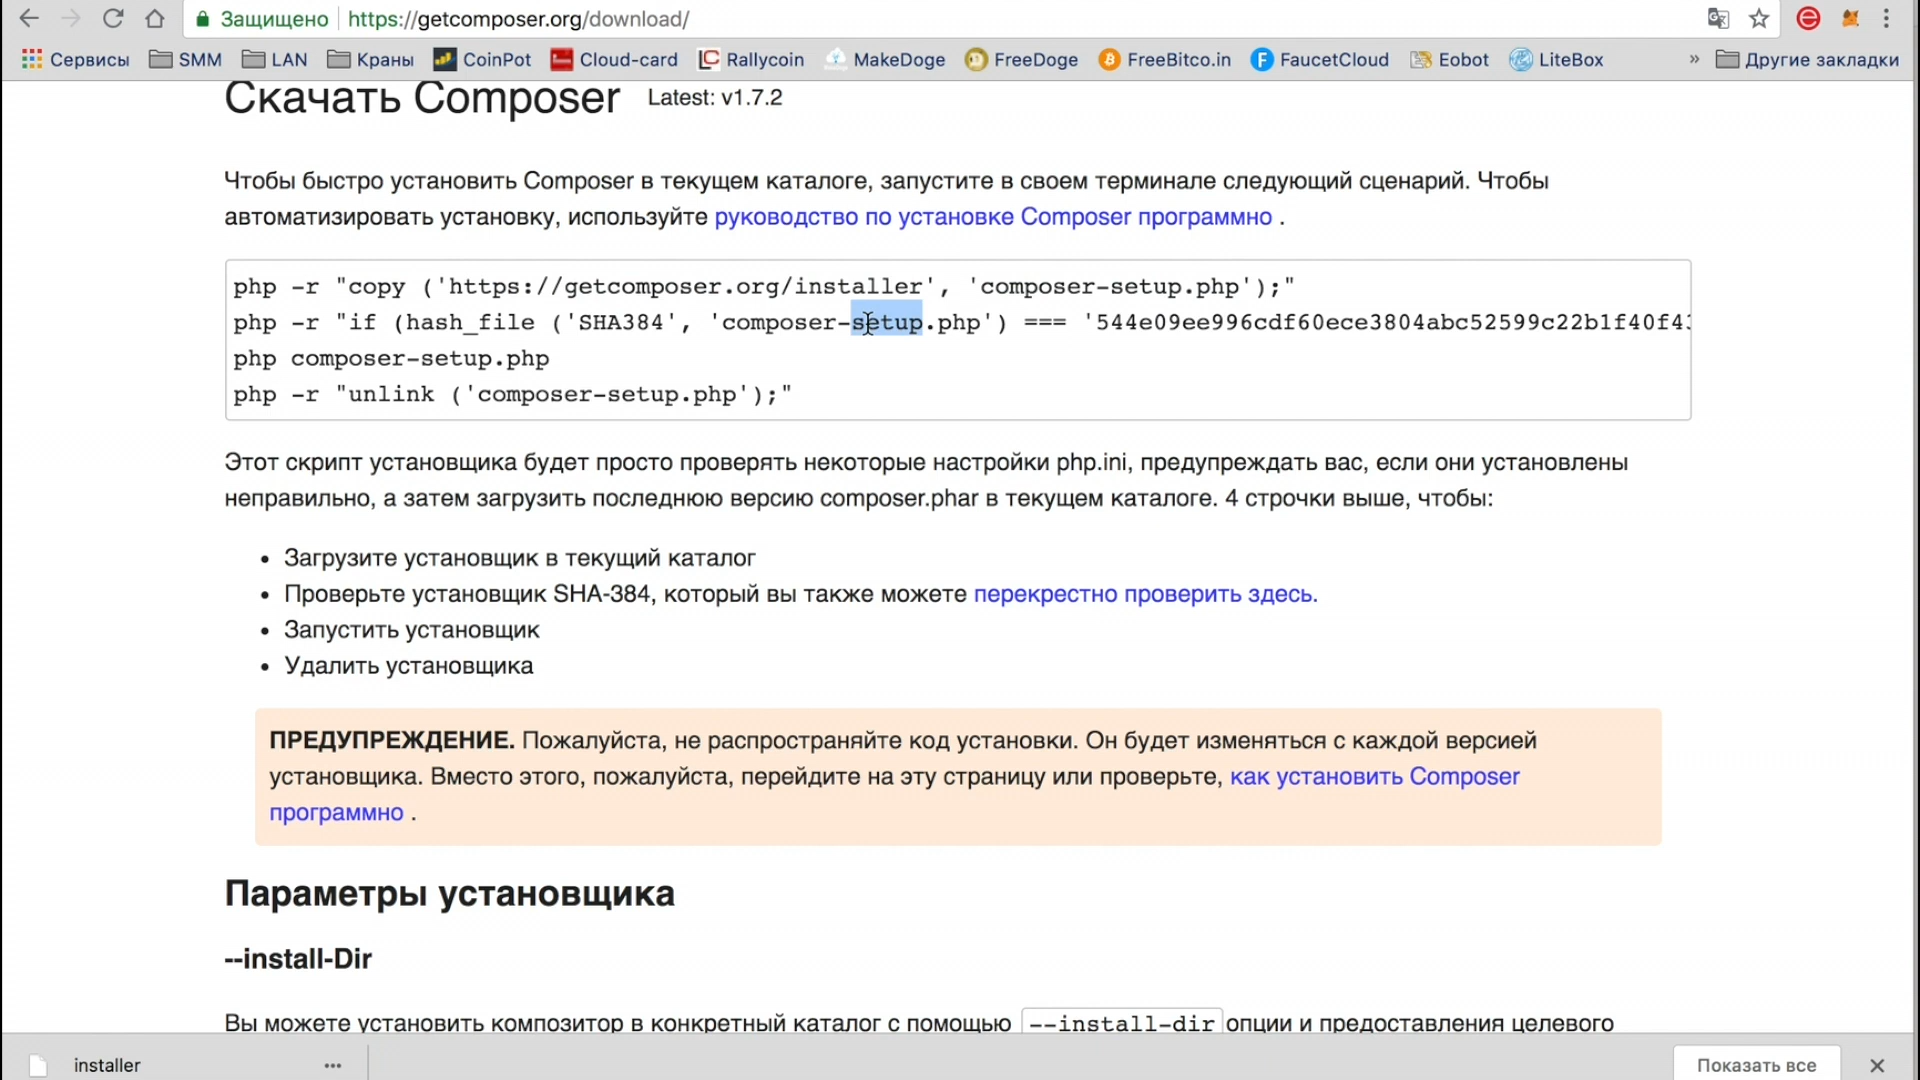 Защищено https://getcomposer.org/download/
Сервисы SMM LAN Краны CoinPot Cloud-card Rallycoin MakeDoge FreeDoge FreeBitco.in FaucetCloud Eobot LiteBox » Другие закладки
Скачать Composer Latest: v1.7.2
Чтобы быстро установить Composer в текущем каталоге, запустите в своем терминале следующий сценарий. Чтобы
автоматизировать установку, используйте руководство по установке Composer программно .
php -r "copy ('https://getcomposer.org/installer', 'composer-setup.php');"
php -r "if (hash_file ('SHA384', 'composer-setup.php') === '544e09ee996cdf60ece3804abc52599c22b1f40f43
php composer-setup.php
php -r "unlink ('composer-setup.php');"
Этот скрипт установщика будет просто проверять некоторые настройки php.ini, предупреждать вас, если они установлены
неправильно, а затем загрузить последнюю версию composer.phar в текущем каталоге. 4 строчки выше, чтобы:
• Загрузите установщик в текущий каталог
• Проверьте установщик SHA-384, который вы также можете перекрестно проверить здесь.
• Запустить установщик
• Удалить установщика
ПРЕДУПРЕЖДЕНИЕ. Пожалуйста, не распространяйте код установки. Он будет изменяться с каждой версией
установщика. Вместо этого, пожалуйста, перейдите на эту страницу или проверьте, как установить Composer
программно .
Параметры установщика
--install-Dir
Вы можете установить композитор в конкретный каталог с помощью --install-dir опции и предоставления целевого
installer
Показать все